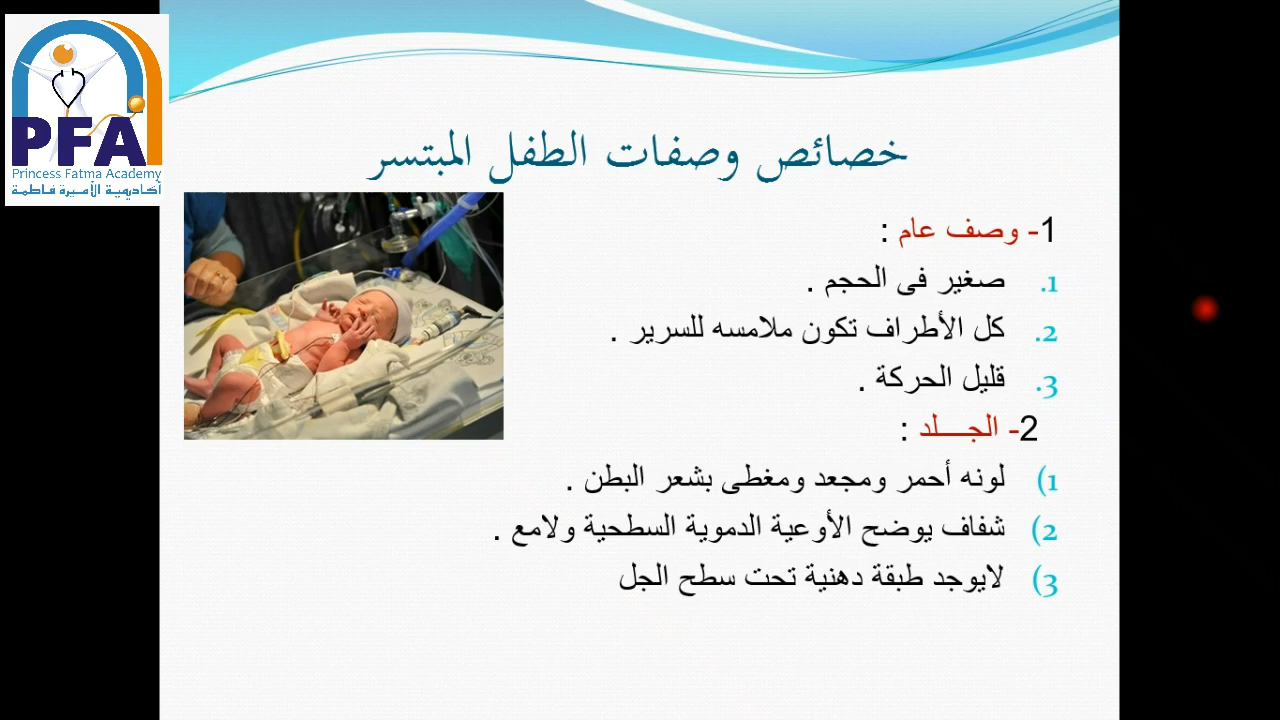 PFA
Princess Fatma Academy
أكاديمية الأميرة فاطمة
خصائص وصفات الطفل المبتسر
1- وصف عام :
1. صغير فى الحجم .
2. كل الأطراف تكون ملامسه للسرير .
3. قليل الحركة .
2- الجـــلد :
1) لونه أحمر ومجعد ومغطى بشعر البطن .
2) شفاف يوضح الأوعية الدموية السطحية ولامع .
3) لايوجد طبقة دهنية تحت سطح الجل